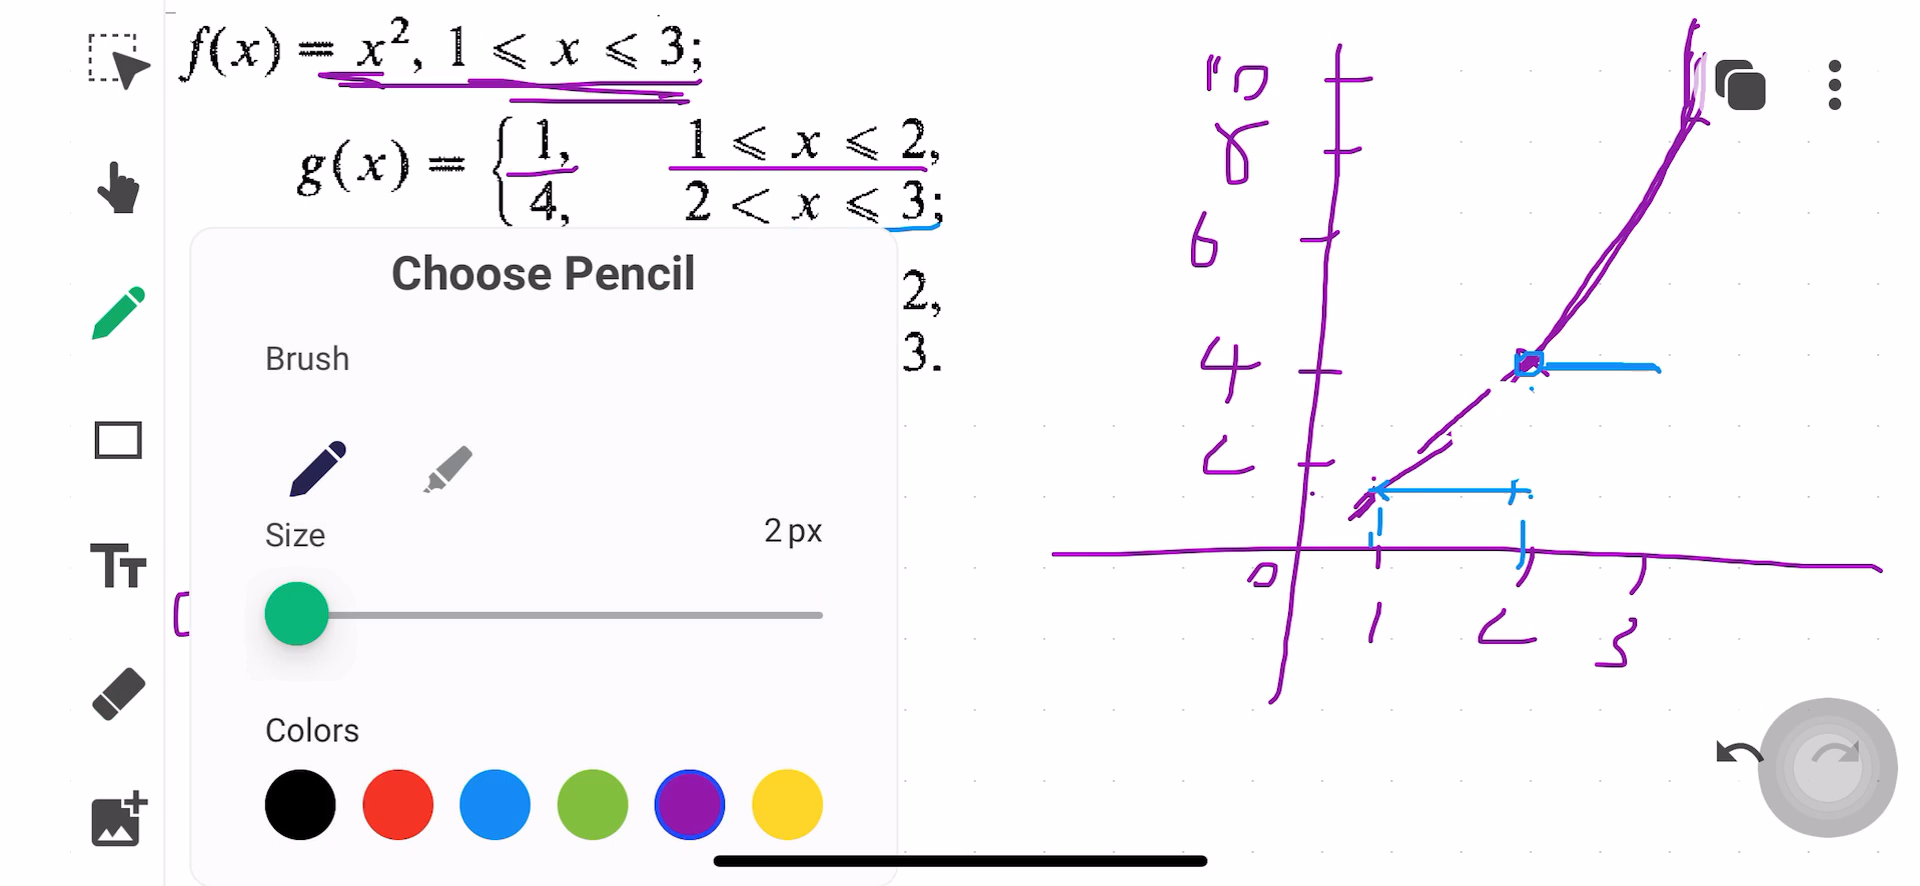 f(x) = x², 1 ⩽ x ⩽ 3;
g(x) = { 1, 1 ⩽ x ⩽ 2,
4, 2 < x ⩽ 3;
2,
3.
Choose Pencil
Brush
Size 2 px
Colors
TT
10
8
6
4
2
0
1 2 3